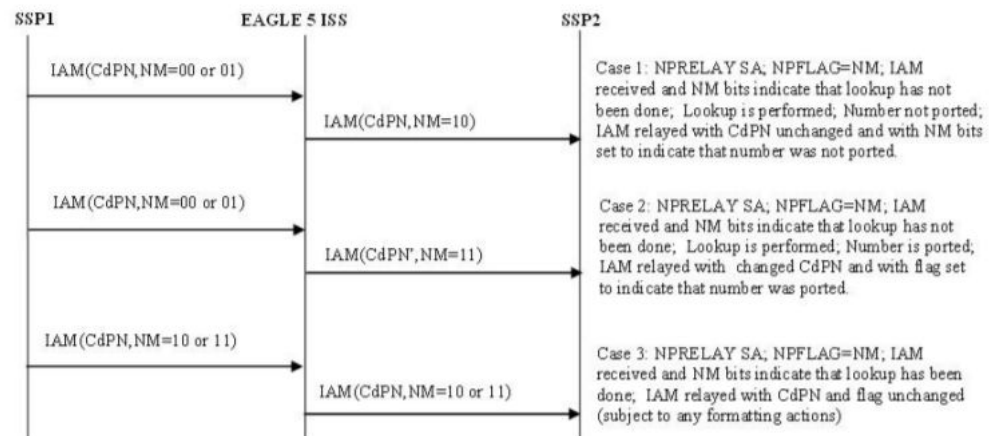 SSP1 EAGLE 5 ISS SSP2
IAM(CdPN,NM=00 or 01)
IAM(CdPN,NM=10)
Case 1: NPRELAY SA; NPFLAG=NM; IAM
received and NM bits indicate that lookup has not
been done; Lookup is performed; Number not ported;
IAM relayed with CdPN unchanged and with NM bits
set to indicate that number was not ported.
IAM(CdPN,NM=00 or 01)
IAM(CdPN',NM=11)
Case 2: NPRELAY SA; NPFLAG=NM; IAM
received and NM bits indicate that lookup has not
been done; Lookup is performed; Number is ported;
IAM relayed with changed CdPN and with flag set
to indicate that number was ported.
IAM(CdPN,NM=10 or 11)
IAM(CdPN,NM=10 or 11)
Case 3: NPRELAY SA; NPFLAG=NM; IAM
received and NM bits indicate that lookup has been
done; IAM relayed with CdPN and flag unchanged
(subject to any formatting actions)